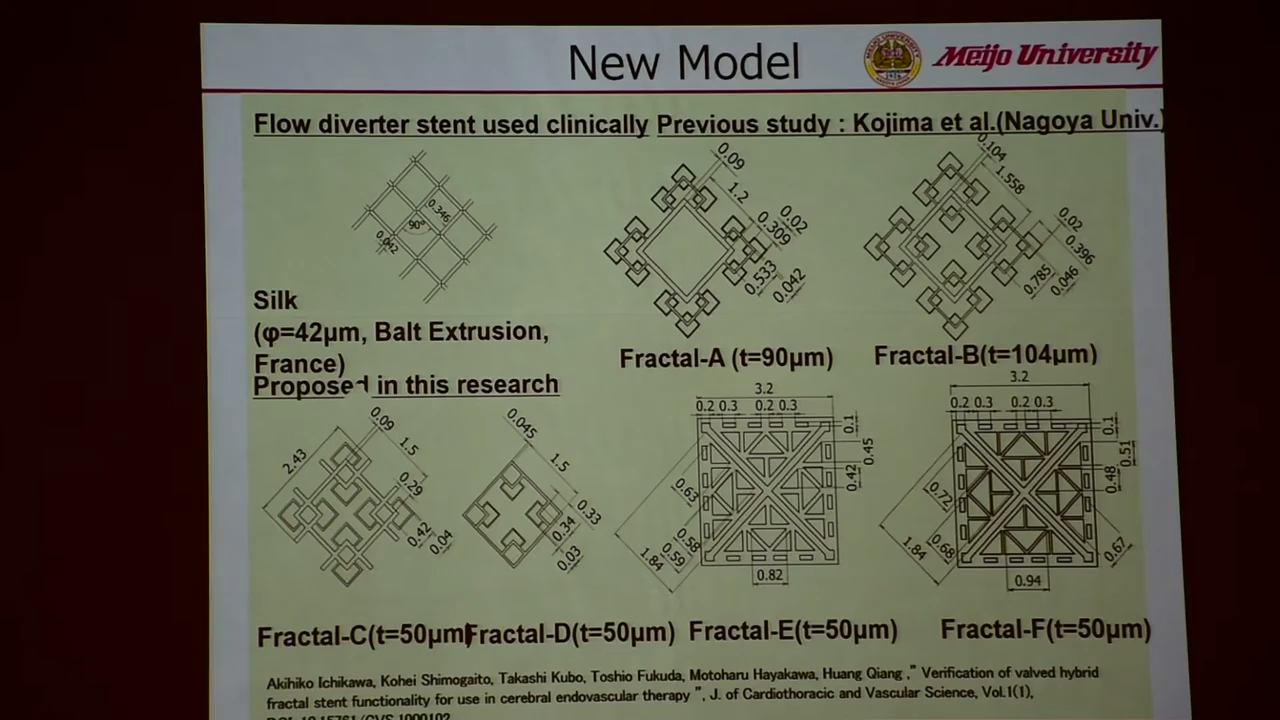 New Model
Meijo University
Flow diverter stent used clinically
Previous study : Kojima et al.(Nagoya Univ.)
0.346
90°
0.042
Silk
(φ=42μm, Balt Extrusion,
France)
0.09
1.2
0.02
0.309
0.533
0.042
Fractal-A (t=90μm)
0.104
1.558
0.02
0.396
0.785
0.046
Fractal-B(t=104μm)
Proposed in this research
2.43
0.09
1.5
0.29
0.42
0.04
Fractal-C(t=50μm)
0.045
1.5
0.33
0.34
0.03
Fractal-D(t=50μm)
3.2
0.2 0.3 0.2 0.3
0.1
0.45
0.42
0.63
0.58
0.59
1.84
0.82
Fractal-E(t=50μm)
3.2
0.2 0.3 0.2 0.3
0.1
0.51
0.48
0.72
0.68
1.84
0.67
0.94
Fractal-F(t=50μm)
Akihiko Ichikawa, Kohei Shimogaito, Takashi Kubo, Toshio Fukuda, Motoharu Hayakawa, Huang Qiang ," Verification of valved hybrid
fractal stent functionality for use in cerebral endovascular therapy ", J. of Cardiothoracic and Vascular Science, Vol.1(1),